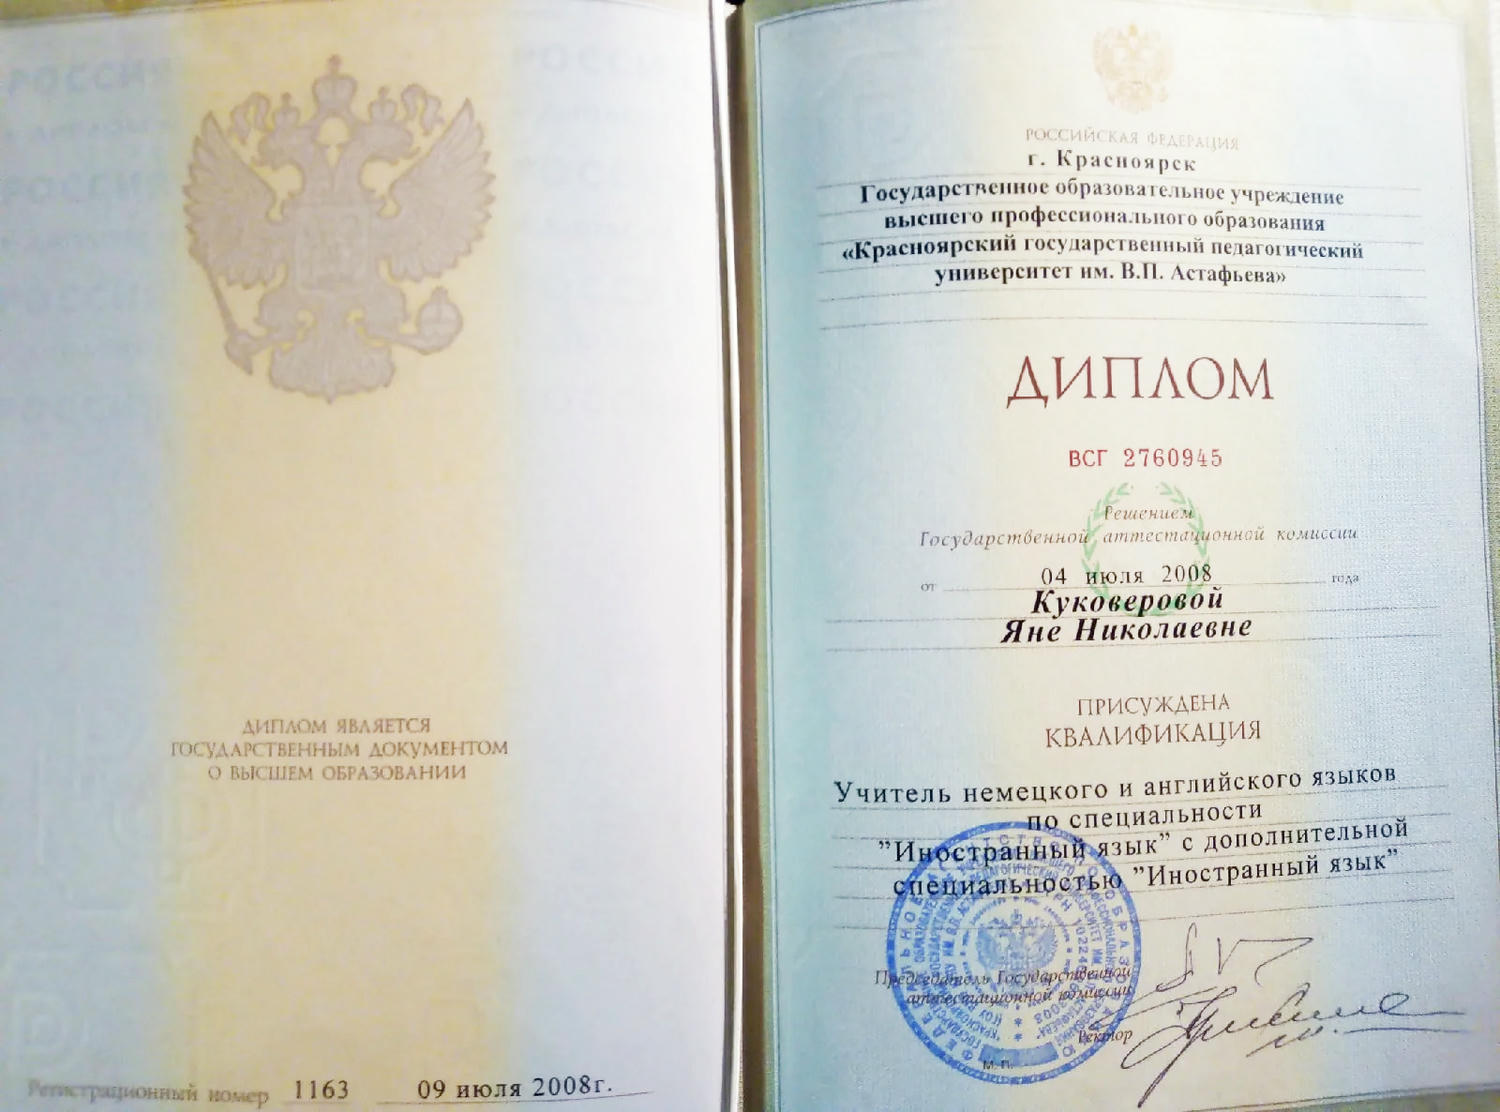 РОССИЯ
РОССИЯ
ДИПЛОМ ЯВЛЯЕТСЯ
ГОСУДАРСТВЕННЫМ ДОКУМЕНТОМ
О ВЫСШЕМ ОБРАЗОВАНИИ
Регистрационный номер 1163 09 июля 2008г.
РОССИЙСКАЯ ФЕДЕРАЦИЯ
г. Красноярск
Государственное образовательное учреждение
высшего профессионального образования
«Красноярский государственный педагогический
университет им. В.П. Астафьева»
ДИПЛОМ
ВСГ 2760945
Решением
Государственной аттестационной комиссии
от 04 июля 2008 года
Куковеровой
Яне Николаевне
ПРИСУЖДЕНА
КВАЛИФИКАЦИЯ
Учитель немецкого и английского языков
по специальности
"Иностранный язык" с дополнительной
специальностью "Иностранный язык"
Председатель Государственной
аттестационной комиссии
Ректор
М. П.